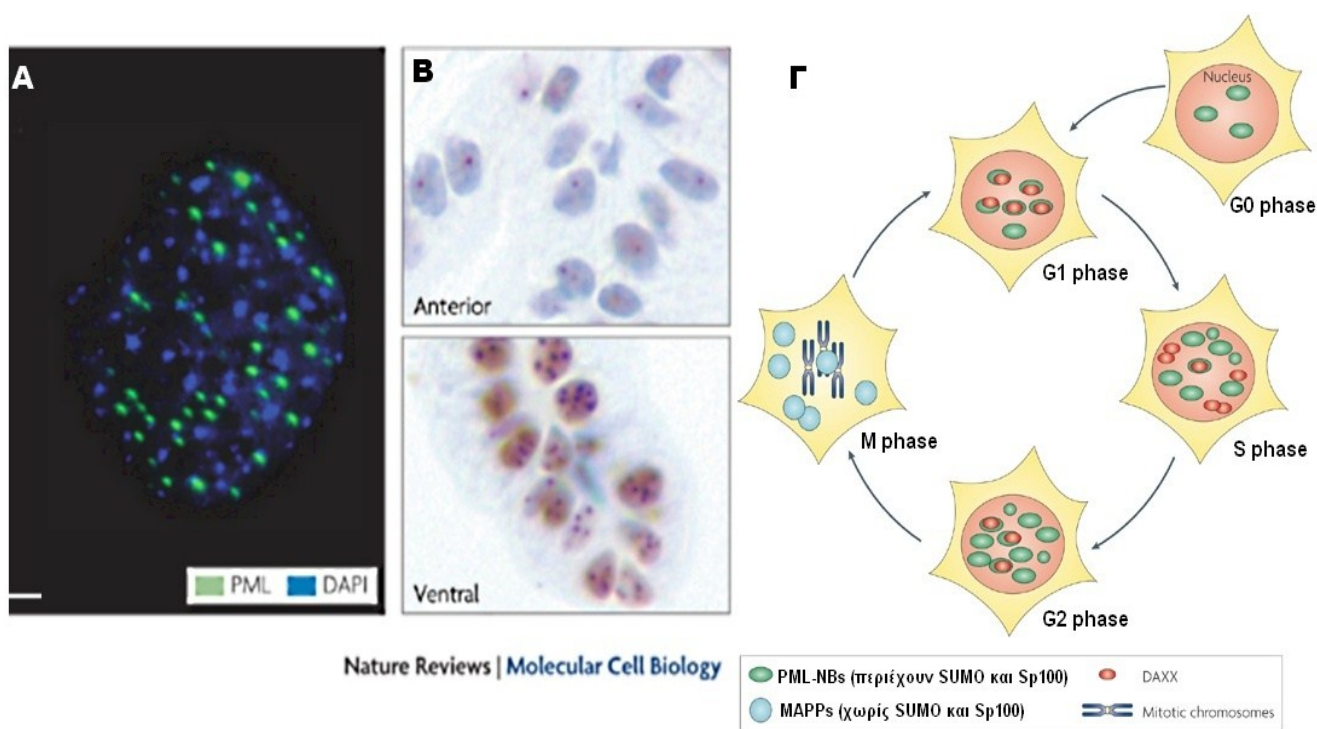 A
PML DAPI
B
Anterior
Ventral
Nature Reviews | Molecular Cell Biology
Γ
Nucleus
G0 phase
G1 phase
S phase
M phase
G2 phase
PML-NBs (περιέχουν SUMO και Sp100)
DAXX
MAPPs (χωρίς SUMO και Sp100)
Mitotic chromosomes